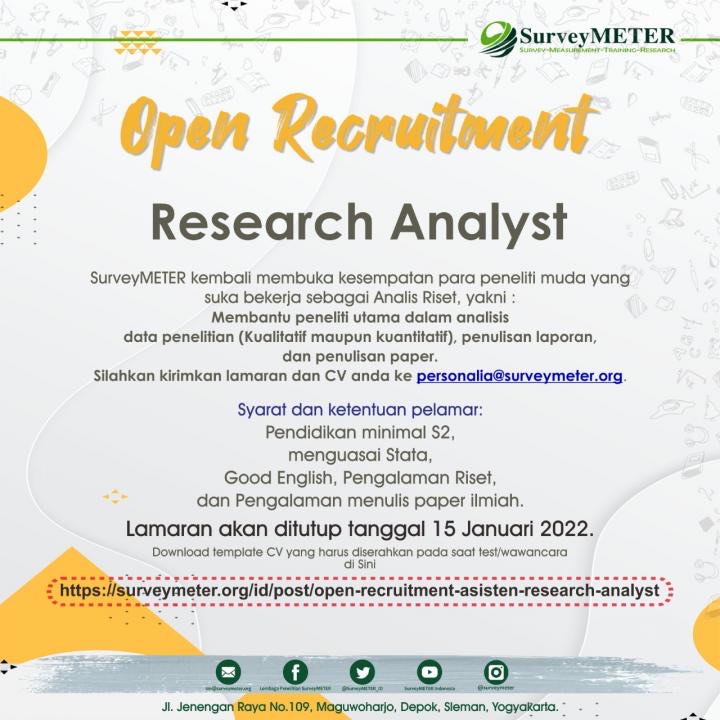 SurveyMETER
SURVEY-MEASUREMENT-TRAINING-RESEARCH
Open Recruitment
Research Analyst
SurveyMETER kembali membuka kesempatan para peneliti muda yang
suka bekerja sebagai Analis Riset, yakni :
Membantu peneliti utama dalam analisis
data penelitian (Kualitatif maupun kuantitatif), penulisan laporan,
dan penulisan paper.
Silahkan kirimkan lamaran dan CV anda ke personalia@surveymeter.org.
Syarat dan ketentuan pelamar:
Pendidikan minimal S2,
menguasai Stata,
Good English, Pengalaman Riset,
dan Pengalaman menulis paper ilmiah.
Lamaran akan ditutup tanggal 15 Januari 2022.
Download template CV yang harus diserahkan pada saat test/wawancara
di Sini
https://surveymeter.org/id/post/open-recruitment-asisten-research-analyst
sm@surveymeter.org Lembaga Penelitian SurveyMETER @SurveyMETER_ID SurveyMETER Indonesia @surveymeter
Jl. Jenengan Raya No.109, Maguwoharjo, Depok, Sleman, Yogyakarta.